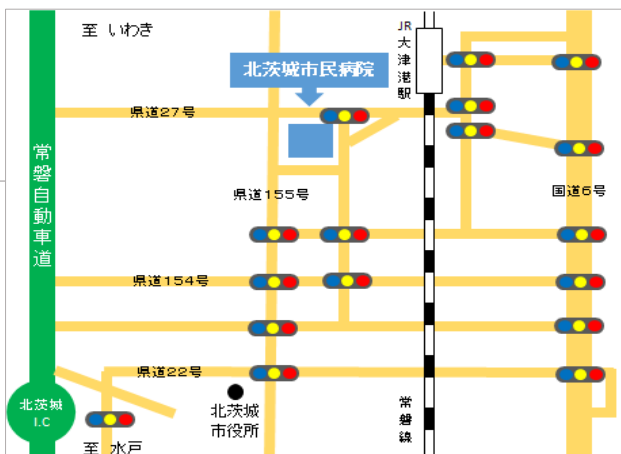 至 いわき
JR
大津港駅
北茨城市民病院
県道27号
常磐自動車道
県道155号
国道6号
県道154号
県道22号
北茨城
I.C
北茨城
市役所
常磐線
至 水戸